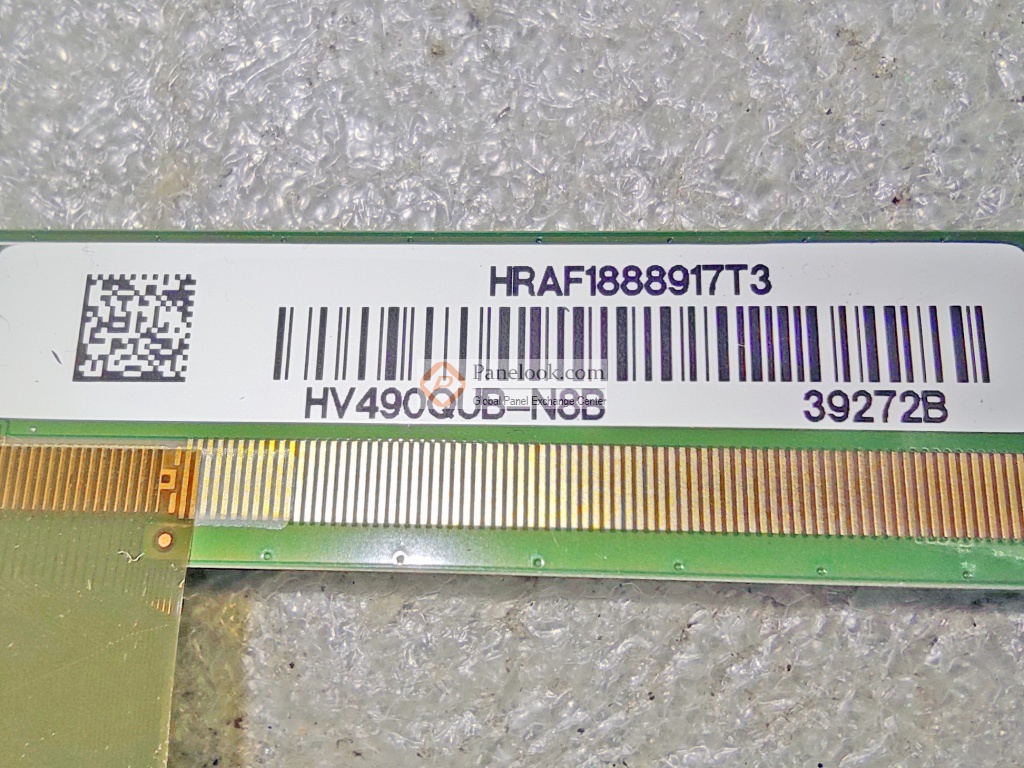 HRAF1888917T3
Panelook.com
Global Panel Exchange Center
HV490QUB-N8B 39272B